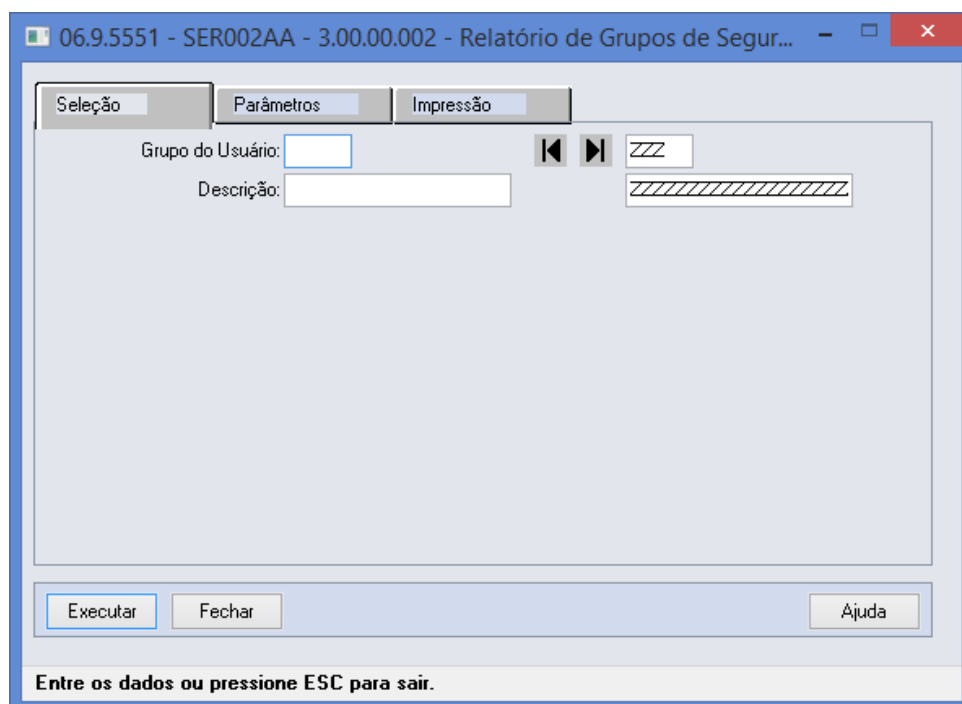 06.9.5551 - SER002AA - 3.00.00.002 - Relatório de Grupos de Segur...
Seleção Parâmetros Impressão
Grupo do Usuário: ZZZ
Descrição: ZZZZZZZZZZZZZZZZZZZZ
Executar Fechar Ajuda
Entre os dados ou pressione ESC para sair.